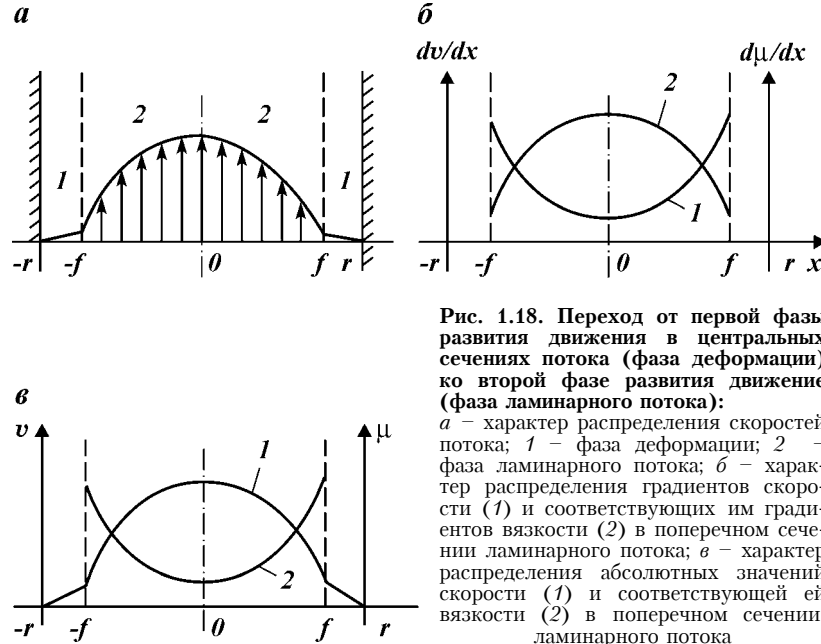 а
2
2
1
1
-r
-f
0
f
r
б
dv/dx
dμ/dx
2
1
-r
-f
0
f
r
x
Рис. 1.18. Переход от первой фазы
развития движения в центральных
сечениях потока (фаза деформации)
ко второй фазе развития движение
(фаза ламинарного потока):
а – характер распределения скоростей
потока; 1 – фаза деформации; 2 –
фаза ламинарного потока; б – харак-
тер распределения градиентов скоро-
сти (1) и соответствующих им гради-
ентов вязкости (2) в поперечном сече-
нии ламинарного потока; в – характер
распределения абсолютных значений
скорости (1) и соответствующей ей
вязкости (2) в поперечном сечении
ламинарного потока
в
v
μ
1
2
-r
-f
0
f
r